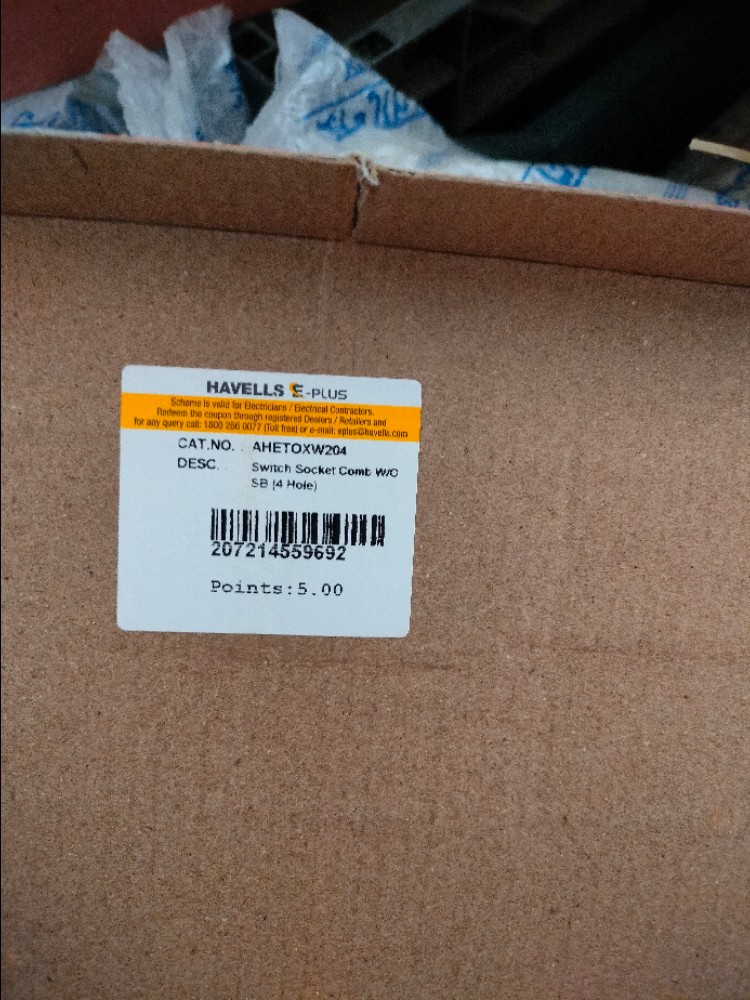 HAVELLS E-PLUS
Scheme is valid for Electricians / Electrical Contractors.
Redeem the coupon through registered Dealers / Retailers and
for any query call: 1800 266 0077 (Toll free) or e-mail: eplus@havells.com
CAT.NO. : AHETOXW204
DESC. : Switch Socket Comb W/O
SB (4 Hole)
207214559692
Points:5.00